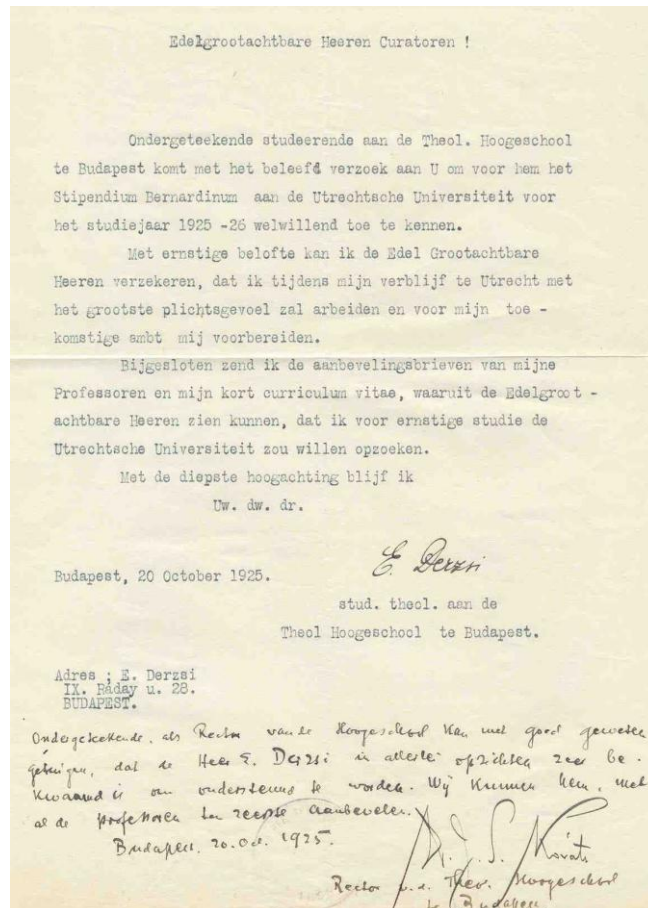 Edelgrootachtbare Heeren Curatoren !
Ondergeteekende studeerende aan de Theol. Hoogeschool
te Budapest komt met het beleefd verzoek aan U om voor hem het
Stipendium Bernardinum aan de Utrechtsche Universiteit voor
het studiejaar 1925 -26 welwillend toe te kennen.
Met ernstige belofte kan ik de Edel Grootachtbare
Heeren verzekeren, dat ik tijdens mijn verblijf te Utrecht met
het grootste plichtsgevoel zal arbeiden en voor mijn toe -
komstige ambt mij voorbereiden.
Bijgesloten zend ik de aanbevelingsbrieven van mijne
Professoren en mijn kort curriculum vitae, waaruit de Edelgroot -
achtbare Heeren zien kunnen, dat ik voor ernstige studie de
Utrechtsche Universiteit zou willen opzoeken.
Met de diepste hoogachting blijf ik
Uw. dw. dr.
E. Derzsi
Budapest, 20 October 1925.
stud. theol. aan de
Theol Hoogeschool te Budapest.
Adres ; E. Derzsi
IX. Ráday u. 28.
BUDAPEST.
Ondergeteekende, als Rector van de Hoogeschool kan met goed geweten
getuigen, dat de Heer E. Derzsi in allerlei opzichten zeer be-
kwaamd is om ondersteund te worden. Wij kunnen hem, met
al de professoren ten zeerste aanbevelen.
Budapest. 20. Oct. 1925.
Kováts
Rector v. d. Theol. Hoogeschool
te Budapest